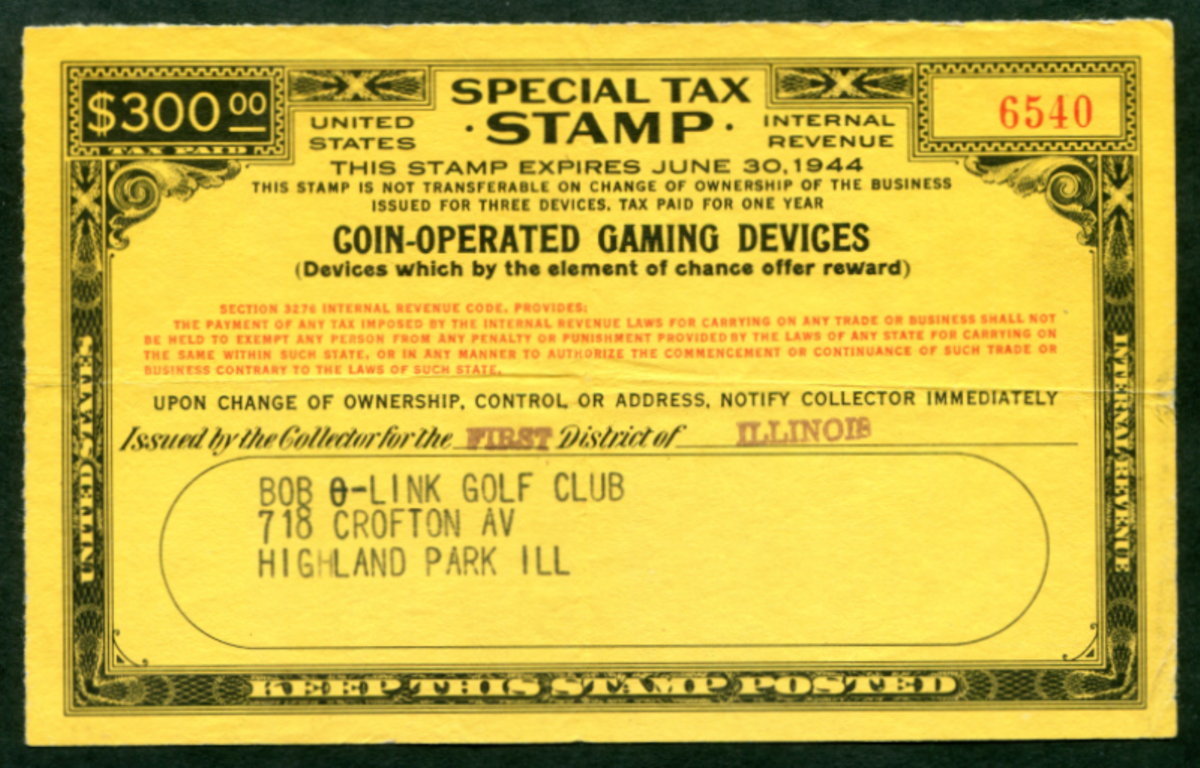 $300 00
TAX PAID
UNITED STATES
SPECIAL TAX
· STAMP ·
INTERNAL REVENUE
6540
THIS STAMP EXPIRES JUNE 30, 1944
THIS STAMP IS NOT TRANSFERABLE ON CHANGE OF OWNERSHIP OF THE BUSINESS
ISSUED FOR THREE DEVICES. TAX PAID FOR ONE YEAR
COIN-OPERATED GAMING DEVICES
(Devices which by the element of chance offer reward)
SECTION 3276 INTERNAL REVENUE CODE, PROVIDES:
THE PAYMENT OF ANY TAX IMPOSED BY THE INTERNAL REVENUE LAWS FOR CARRYING ON ANY TRADE OR BUSINESS SHALL NOT
BE HELD TO EXEMPT ANY PERSON FROM ANY PENALTY OR PUNISHMENT PROVIDED BY THE LAWS OF ANY STATE FOR CARRYING ON
THE SAME WITHIN SUCH STATE, OR IN ANY MANNER TO AUTHORIZE THE COMMENCEMENT OR CONTINUANCE OF SUCH TRADE OR
BUSINESS CONTRARY TO THE LAWS OF SUCH STATE.
UPON CHANGE OF OWNERSHIP, CONTROL OR ADDRESS, NOTIFY COLLECTOR IMMEDIATELY
Issued by the Collector for the FIRST District of ILLINOIS
BOB O-LINK GOLF CLUB
718 CROFTON AV
HIGHLAND PARK ILL
UNITED STATES
INTERNAL REVENUE
KEEP THIS STAMP POSTED